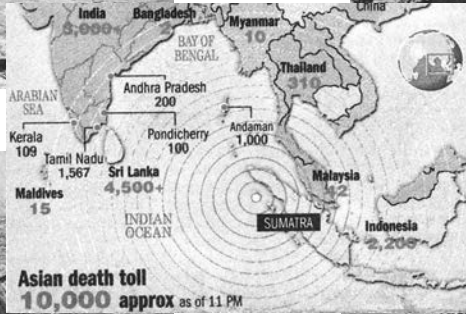 China
India
3,000+
Bangladesh
2
Myanmar
10
BAY OF
BENGAL
Thailand
310
ARABIAN
SEA
Andhra Pradesh
200
Andaman
1,000
Kerala
109
Pondicherry
100
Tamil Nadu
1,567
Sri Lanka
4,500+
Malaysia
42
Maldives
15
INDIAN
OCEAN
SUMATRA
Indonesia
Asian death toll
10,000 approx as of 11 PM